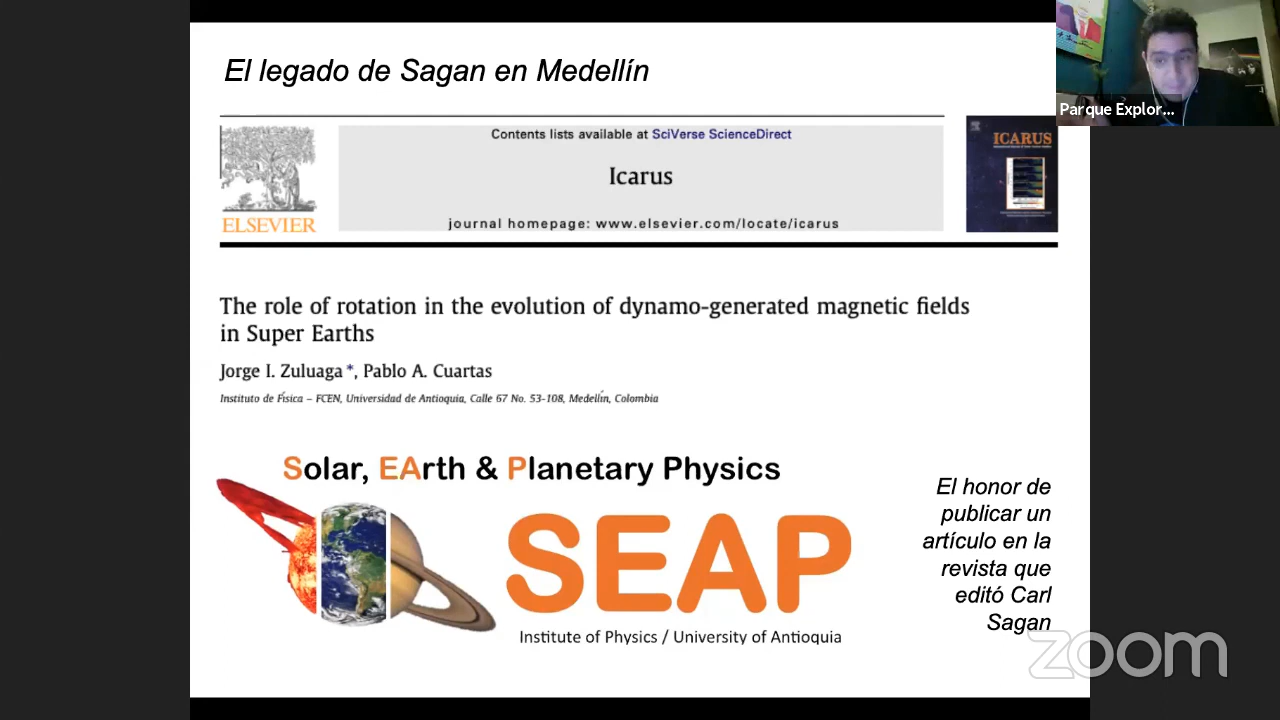 El legado de Sagan en Medellín
Parque Explor...
Contents lists available at SciVerse ScienceDirect
Icarus
journal homepage: www.elsevier.com/locate/icarus
ELSEVIER
ICARUS
The role of rotation in the evolution of dynamo-generated magnetic fields
in Super Earths
Jorge I. Zuluaga *, Pablo A. Cuartas
Instituto de Física – FCEN, Universidad de Antioquia, Calle 67 No. 53-108, Medellín, Colombia
Solar, EArth & Planetary Physics
SEAP
Institute of Physics / University of Antioquia
El honor de
publicar un
artículo en la
revista que
editó Carl
Sagan
zoom